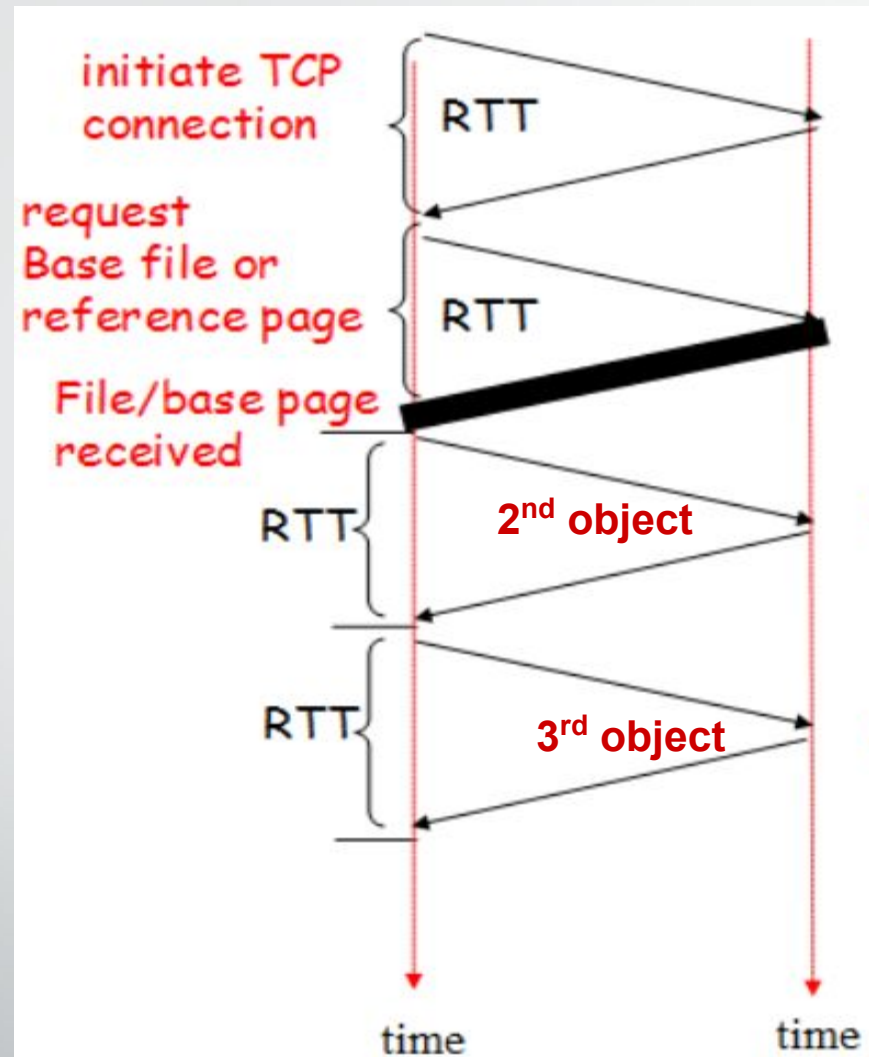 initiate TCP
connection
RTT
request
Base file or
reference page
RTT
File/base page
received
RTT
2nd object
RTT
3rd object
time
time